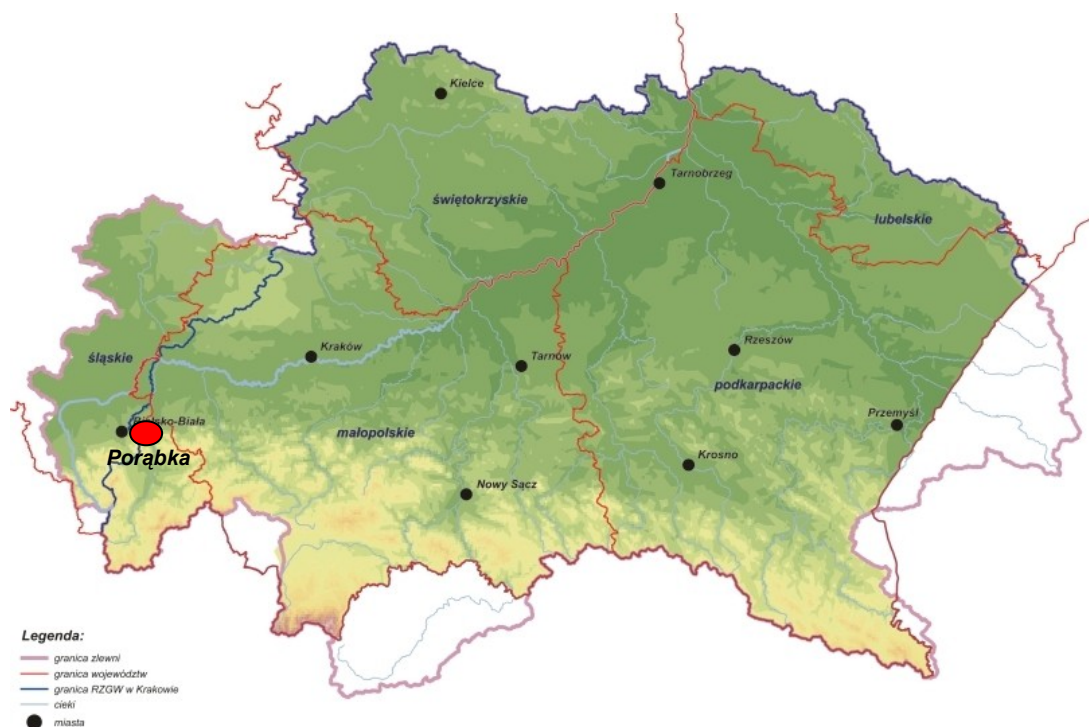 Kielce
Tarnobrzeg
świętokrzyskie
lubelskie
Kraków
Rzeszów
śląskie
Tarnów
podkarpackie
Przemyśl
Bielsko-Biała
małopolskie
Porąbka
Krosno
Nowy Sącz
Legenda:
granica zlewni
granica województw
granica RZGW w Krakowie
cieki
miasta